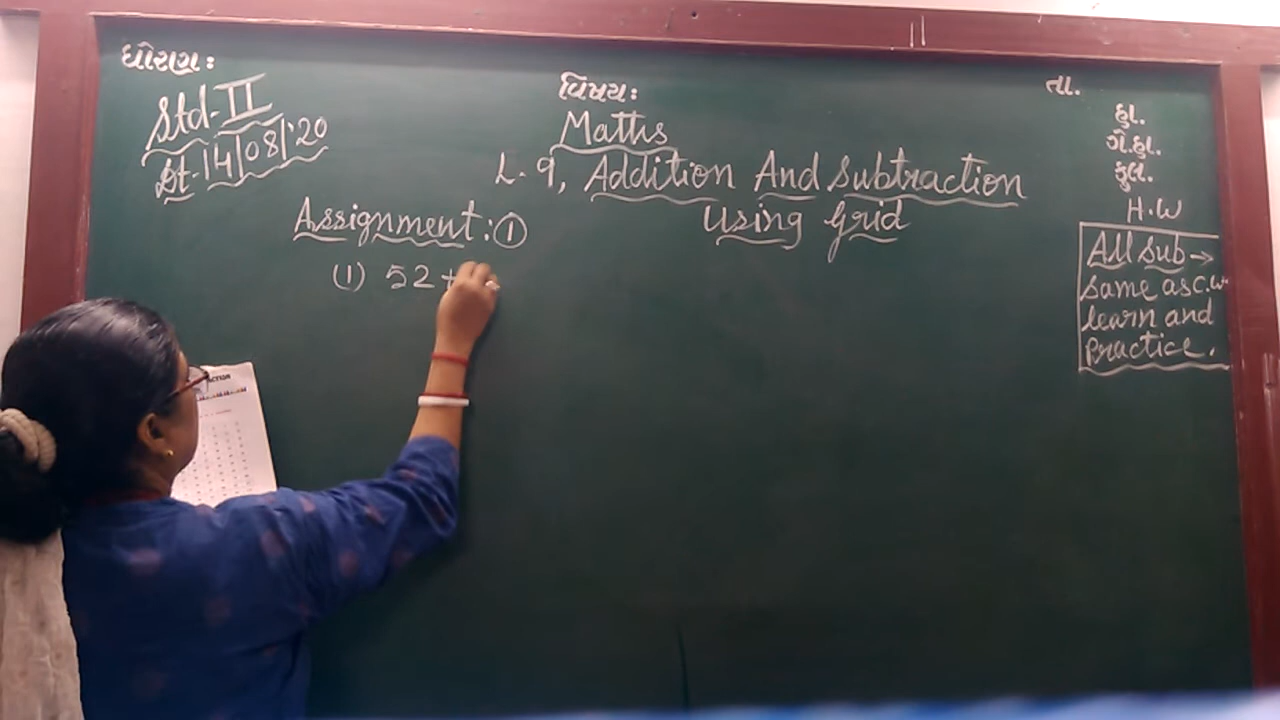 ધોરણ:
Std-II
Dt-14/08/'20
વિષય:
Maths
L-9, Addition And Subtraction
Using Grid
Assignment: ①
(1) 52 +
તા.
હા.
ગે.હા.
કુલ.
H.W
All sub →
Same as C.W.
learn and
Practice.
ACTION